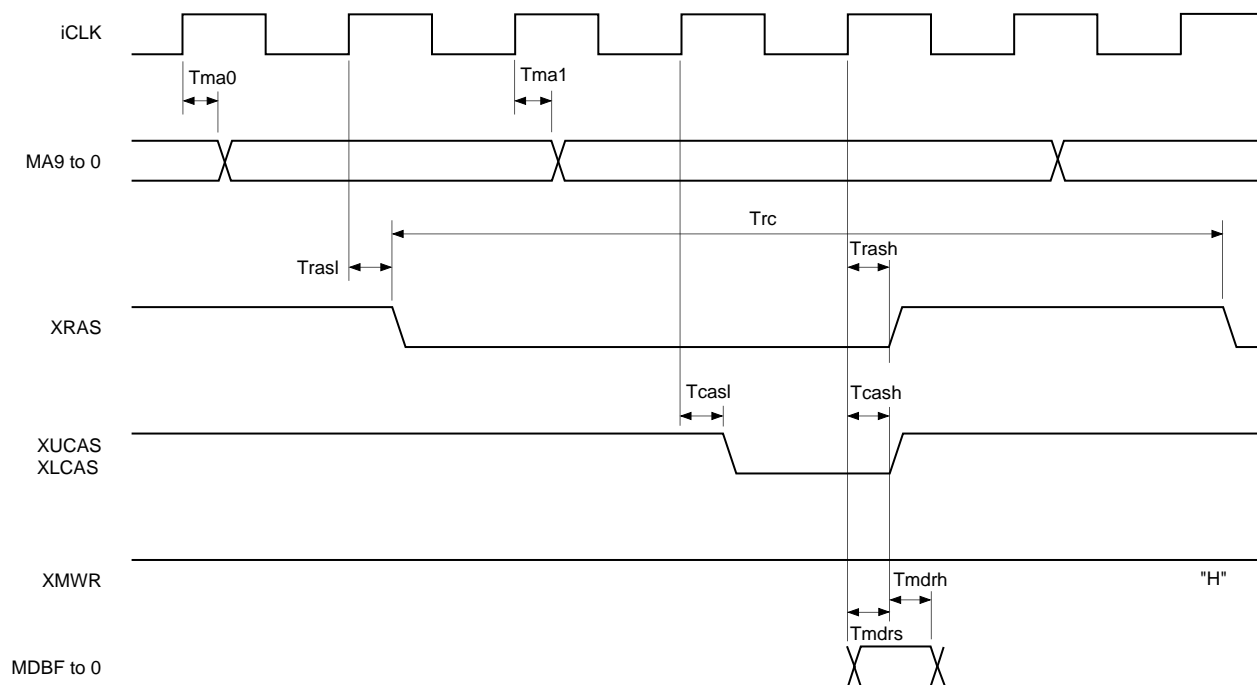 iCLK
Tma0
Tma1
MA9 to 0
Trc
Trasl
Trash
XRAS
Tcasl
Tcash
XUCAS
XLCAS
XMWR
"H"
Tmdrh
Tmdrs
MDBF to 0